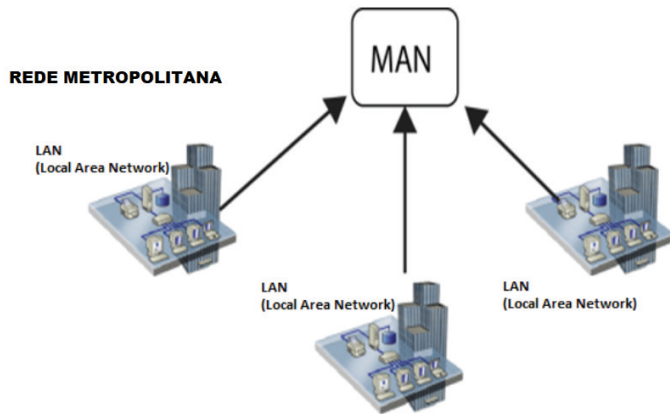 MAN
REDE METROPOLITANA
LAN
(Local Area Network)
LAN
(Local Area Network)
LAN
(Local Area Network)